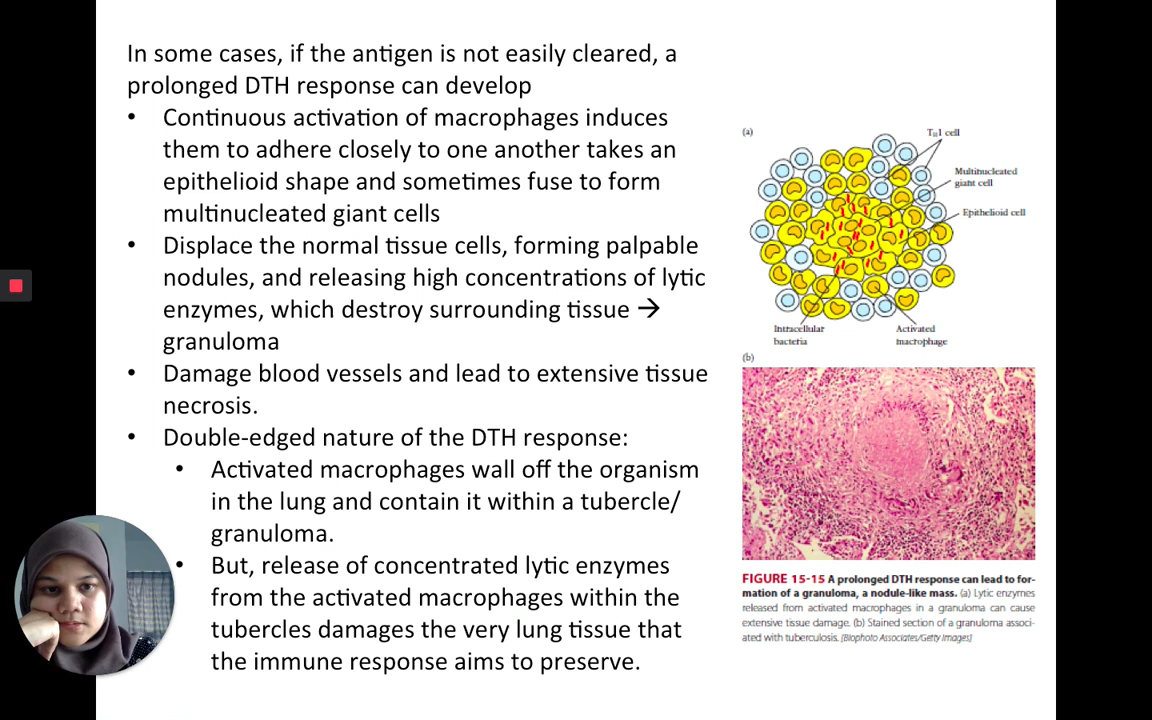 In some cases, if the antigen is not easily cleared, a
prolonged DTH response can develop
• Continuous activation of macrophages induces
them to adhere closely to one another takes an
epithelioid shape and sometimes fuse to form
multinucleated giant cells
• Displace the normal tissue cells, forming palpable
nodules, and releasing high concentrations of lytic
enzymes, which destroy surrounding tissue →
granuloma
• Damage blood vessels and lead to extensive tissue
necrosis.
• Double-edged nature of the DTH response:
• Activated macrophages wall off the organism
in the lung and contain it within a tubercle/
granuloma.
• But, release of concentrated lytic enzymes
from the activated macrophages within the
tubercles damages the very lung tissue that
the immune response aims to preserve.
(a)
TH1 cell
Multinucleated
giant cell
Epithelioid cell
Intracellular
bacteria
Activated
macrophage
(b)
FIGURE 15-15 A prolonged DTH response can lead to for-
mation of a granuloma, a nodule-like mass. (a) Lytic enzymes
released from activated macrophages in a granuloma can cause
extensive tissue damage. (b) Stained section of a granuloma associ-
ated with tuberculosis. [Biophoto Associates/Getty Images]